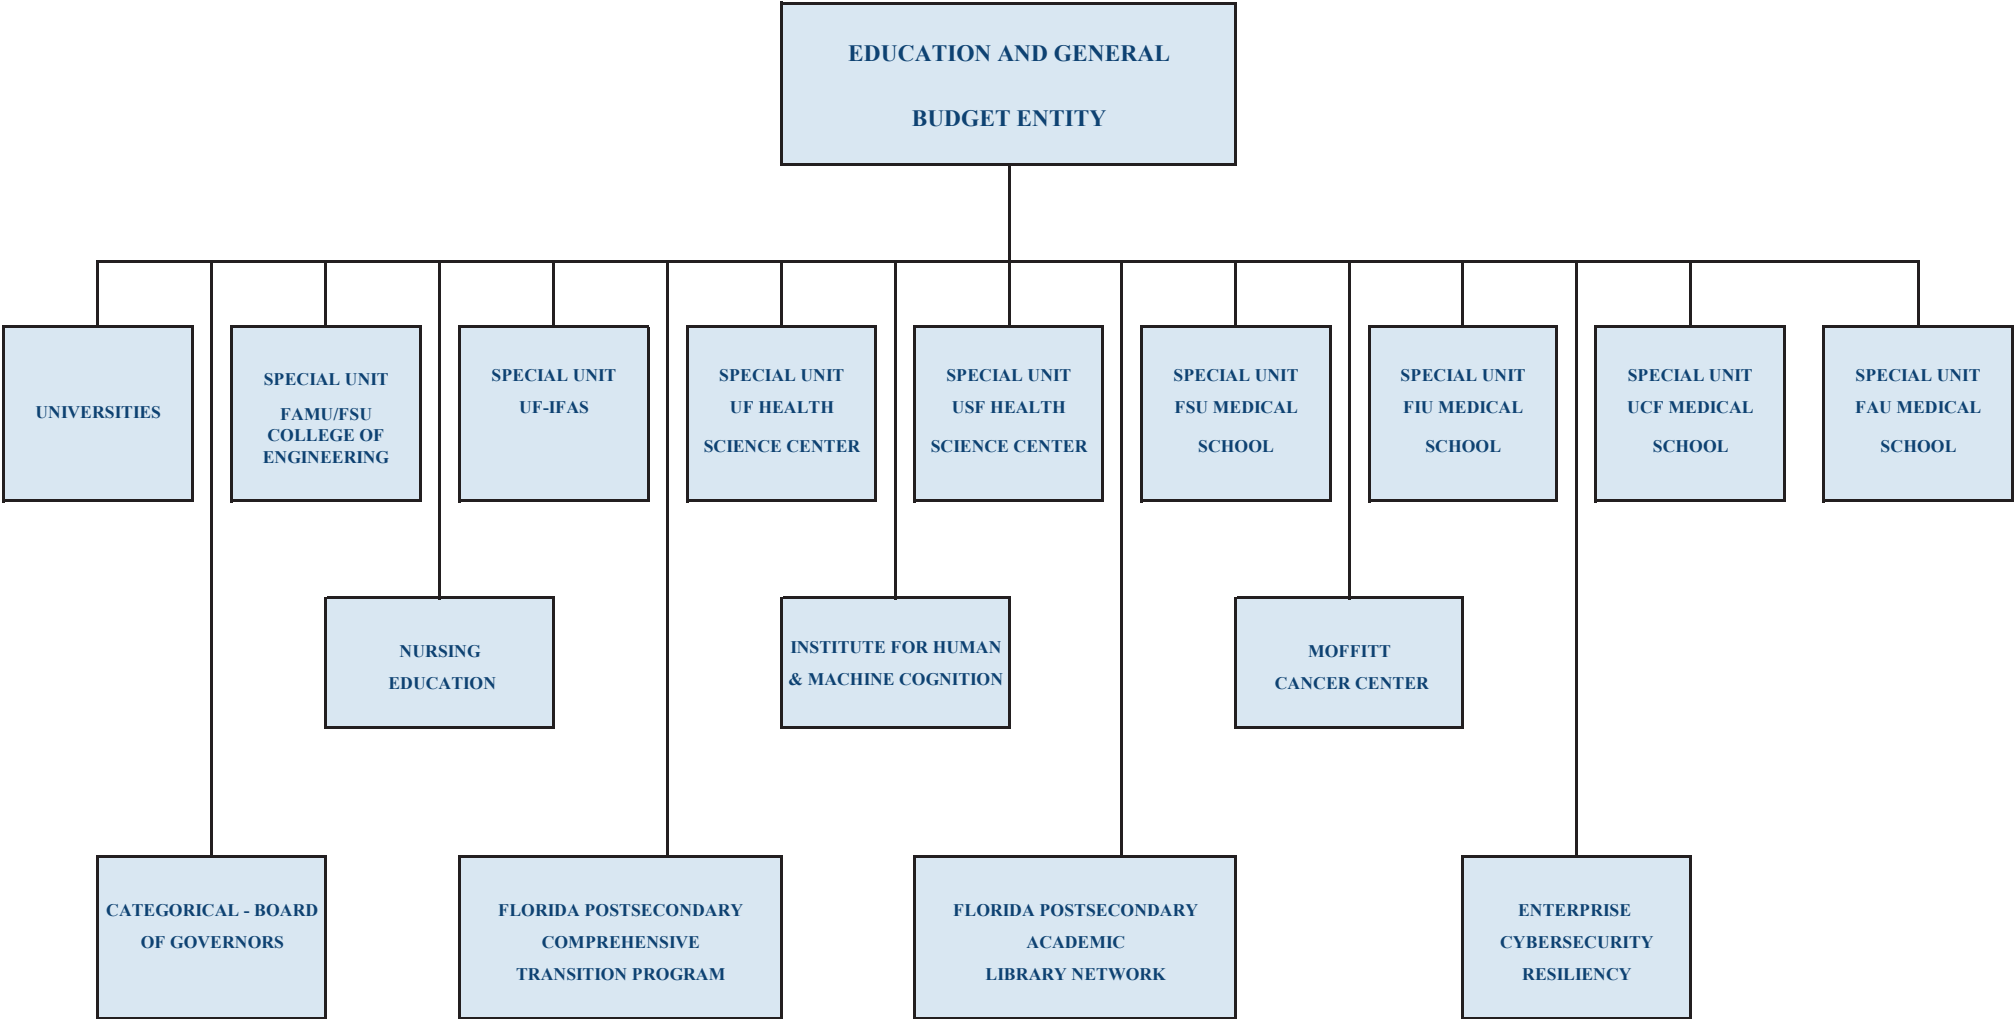 EDUCATION AND GENERAL
BUDGET ENTITY
UNIVERSITIES
SPECIAL UNIT
FAMU/FSU
COLLEGE OF
ENGINEERING
SPECIAL UNIT
UF-IFAS
SPECIAL UNIT
UF HEALTH
SCIENCE CENTER
SPECIAL UNIT
USF HEALTH
SCIENCE CENTER
SPECIAL UNIT
FSU MEDICAL
SCHOOL
SPECIAL UNIT
FIU MEDICAL
SCHOOL
SPECIAL UNIT
UCF MEDICAL
SCHOOL
SPECIAL UNIT
FAU MEDICAL
SCHOOL
NURSING
EDUCATION
INSTITUTE FOR HUMAN
& MACHINE COGNITION
MOFFITT
CANCER CENTER
CATEGORICAL - BOARD
OF GOVERNORS
FLORIDA POSTSECONDARY
COMPREHENSIVE
TRANSITION PROGRAM
FLORIDA POSTSECONDARY
ACADEMIC
LIBRARY NETWORK
ENTERPRISE
CYBERSECURITY
RESILIENCY